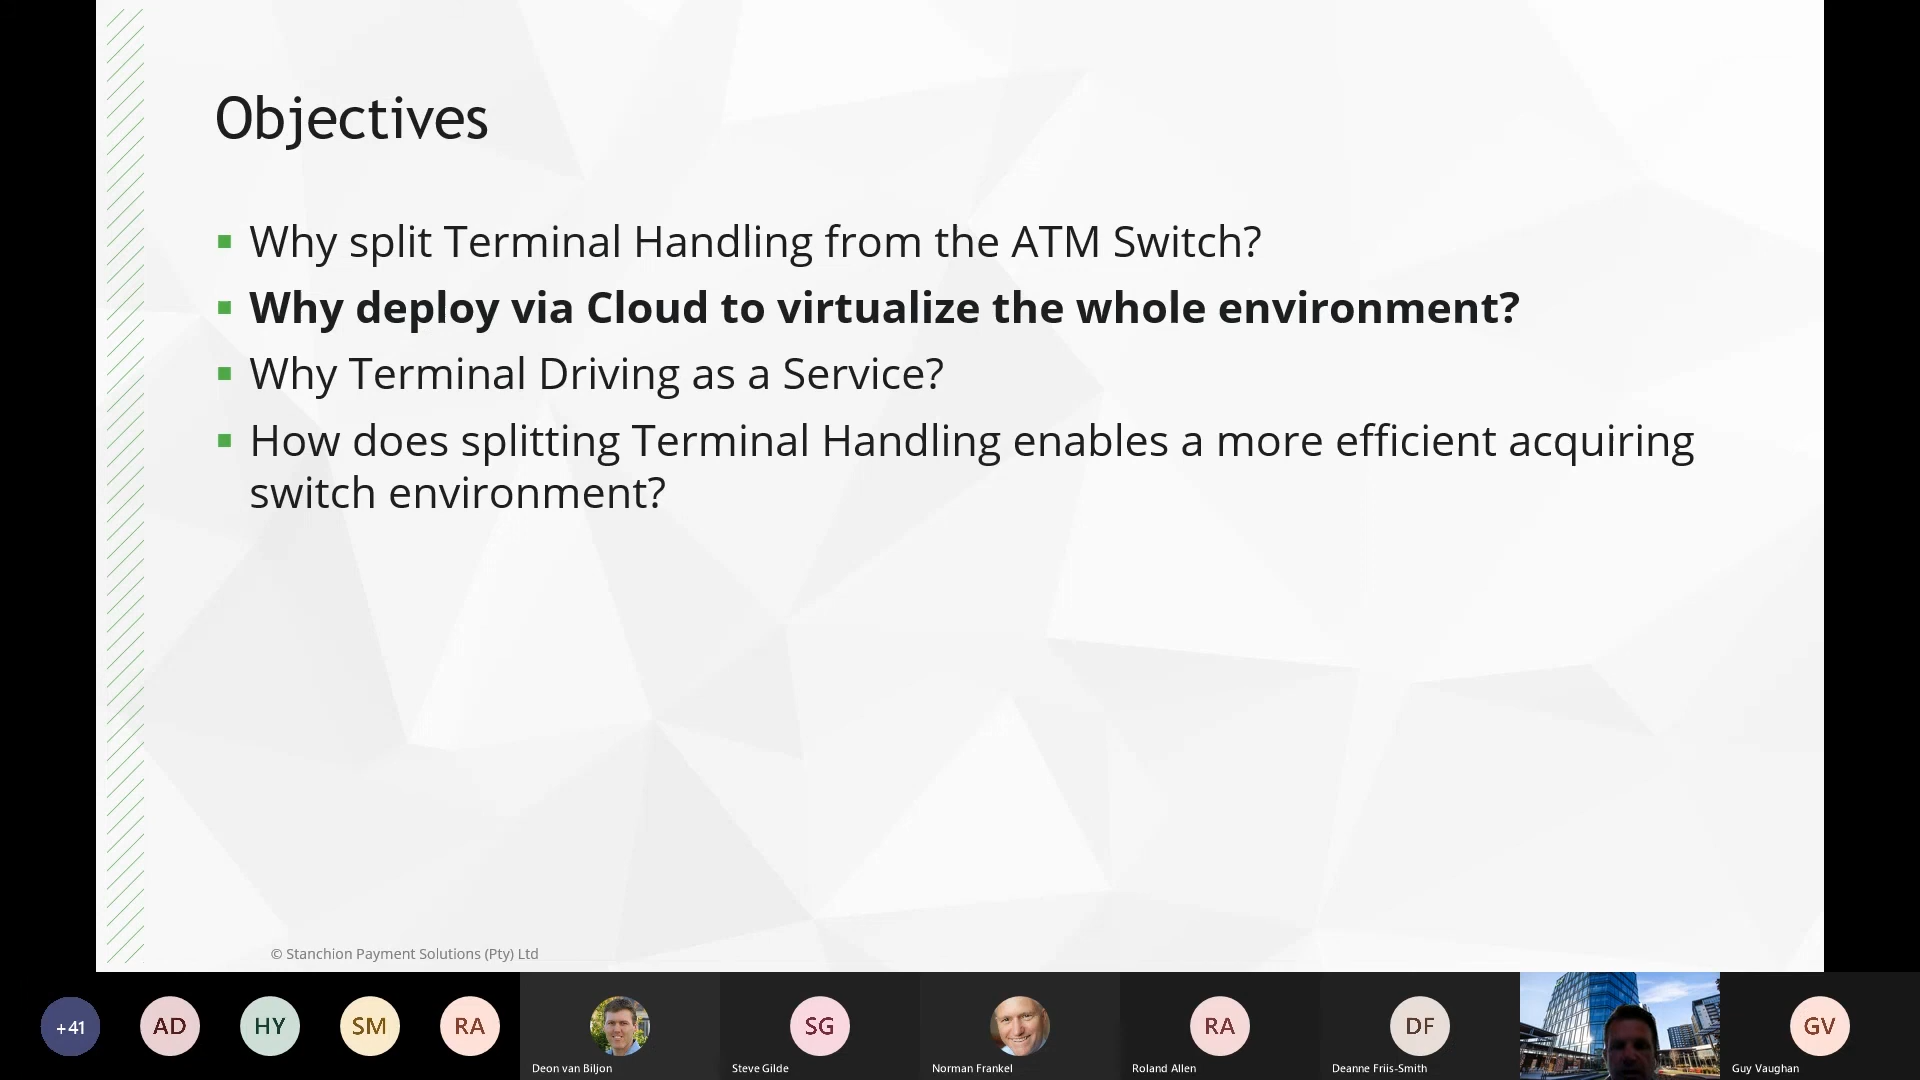 Objectives
Why split Terminal Handling from the ATM Switch?
Why deploy via Cloud to virtualize the whole environment?
Why Terminal Driving as a Service?
How does splitting Terminal Handling enables a more efficient acquiring
switch environment?
© Stanchion Payment Solutions (Pty) Ltd
+41
AD
HY
SM
RA
Deon van Biljon
SG
Steve Gilde
Norman Frankel
RA
Roland Allen
DF
Deanne Friis-Smith
GV
Guy Vaughan